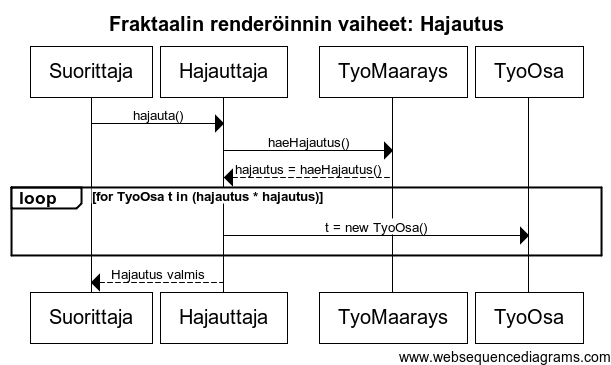 Fraktaalin renderöinnin vaiheet: Hajautus
Suorittaja
Hajauttaja
TyoMaarays
TyoOsa
hajauta()
haeHajautus()
hajautus = haeHajautus()
loop
[for TyoOsa t in (hajautus * hajautus)]
t = new TyoOsa()
Hajautus valmis
Suorittaja
Hajauttaja
TyoMaarays
TyoOsa
www.websequencediagrams.com